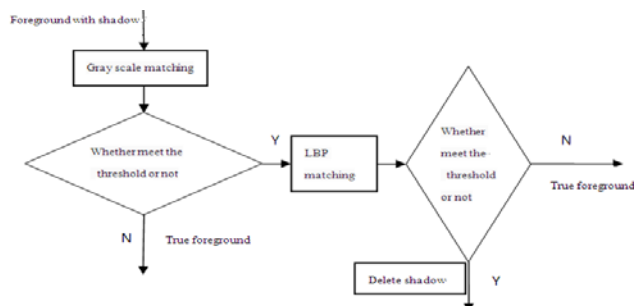 Foreground with shadow
Gray scale matching
Whether meet the
threshold or not
Y
LBP
matching
Whether
meet the
threshold
or not
N
True foreground
N
True foreground
Delete shadow
Y